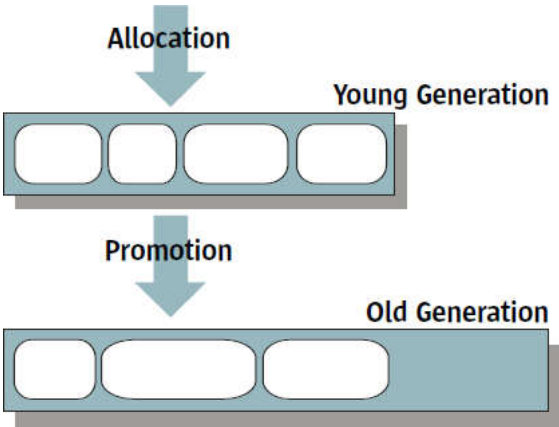 Allocation
Young Generation
Promotion
Old Generation